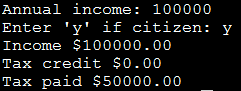 Annual income: 100000
Enter 'y' if citizen: y
Income $100000.00
Tax credit $0.00
Tax paid $50000.00